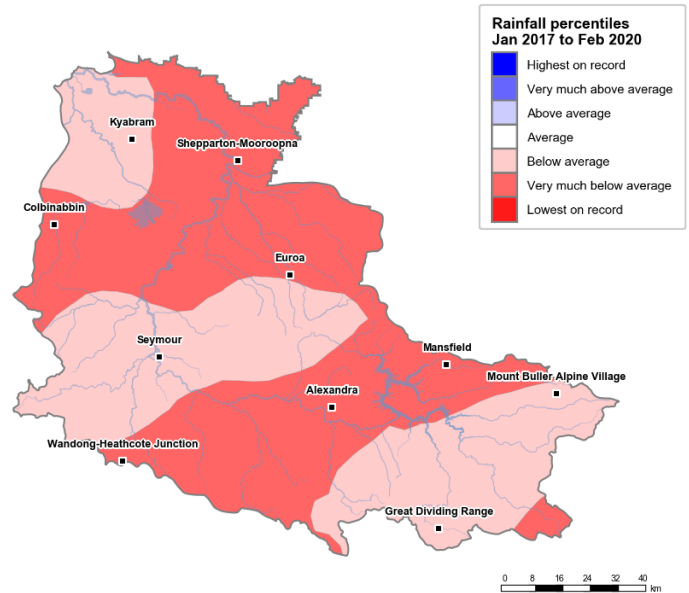 Rainfall percentiles
Jan 2017 to Feb 2020
Highest on record
Very much above average
Above average
Average
Below average
Very much below average
Lowest on record
Kyabram
Shepparton-Mooroopna
Colbinabbin
Euroa
Seymour
Mansfield
Mount Buller Alpine Village
Alexandra
Wandong-Heathcote Junction
Great Dividing Range
0 8 16 24 32 40 km